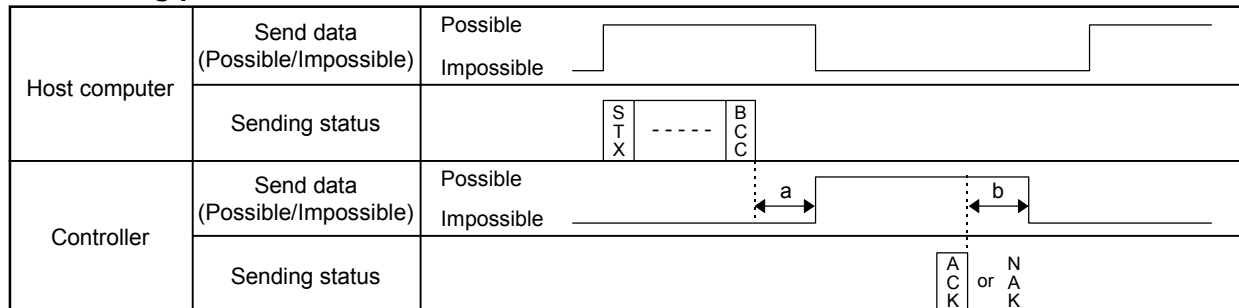 Host computer
Send data
(Possible/Impossible)
Possible
Impossible
Sending status
STX
- - - - -
BCC
Controller
Send data
(Possible/Impossible)
Possible
Impossible
a
b
Sending status
ACK
or
NAK